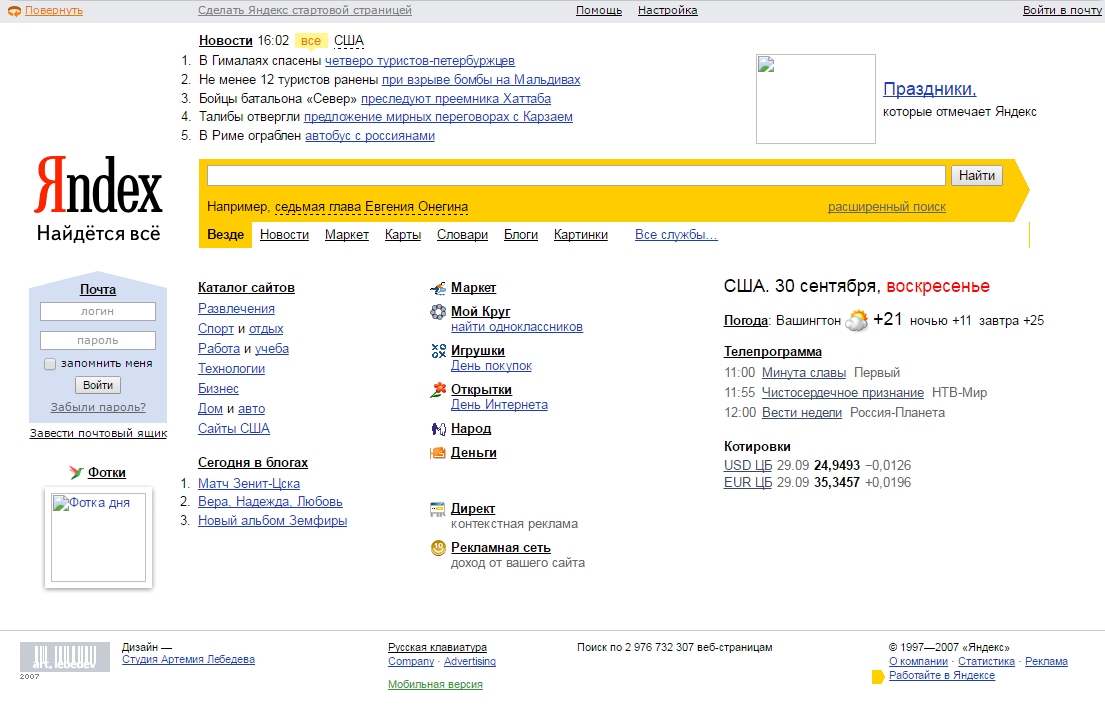 Повернуть Сделать Яндекс стартовой страницей Помощь Настройка Войти в почту
Новости 16:02 все США
1. В Гималаях спасены четверо туристов-петербуржцев
2. Не менее 12 туристов ранены при взрыве бомбы на Мальдивах
3. Бойцы батальона «Север» преследуют преемника Хаттаба
4. Талибы отвергли предложение мирных переговорах с Карзаем
5. В Риме ограблен автобус с россиянами
Праздники,
которые отмечает Яндекс
Яndex
Найдётся всё
Найти
Например, седьмая глава Евгения Онегина расширенный поиск
Везде Новости Маркет Карты Словари Блоги Картинки Все службы…
Почта
логин
пароль
запомнить меня
Войти
Забыли пароль?
Завести почтовый ящик
Фотки
Фотка дня
Каталог сайтов
Развлечения
Спорт и отдых
Работа и учеба
Технологии
Бизнес
Дом и авто
Сайты США
Сегодня в блогах
1. Матч Зенит-Цска
2. Вера, Надежда, Любовь
3. Новый альбом Земфиры
Маркет
Мой Круг
найти одноклассников
Игрушки
День покупок
Открытки
День Интернета
Народ
Деньги
Директ
контекстная реклама
10
Рекламная сеть
доход от вашего сайта
США. 30 сентября, воскресенье
Погода: Вашингтон +21 ночью +11 завтра +25
Телепрограмма
11:00 Минута славы Первый
11:55 Чистосердечное признание НТВ-Мир
12:00 Вести недели Россия-Планета
Котировки
USD ЦБ 29.09 24,9493 −0,0126
EUR ЦБ 29.09 35,3457 +0,0196
art. lebedev
2007
Дизайн —
Студия Артемия Лебедева
Русская клавиатура
Company · Advertising
Мобильная версия
Поиск по 2 976 732 307 веб-страницам
© 1997—2007 «Яндекс»
О компании · Статистика · Реклама
Работайте в Яндексе